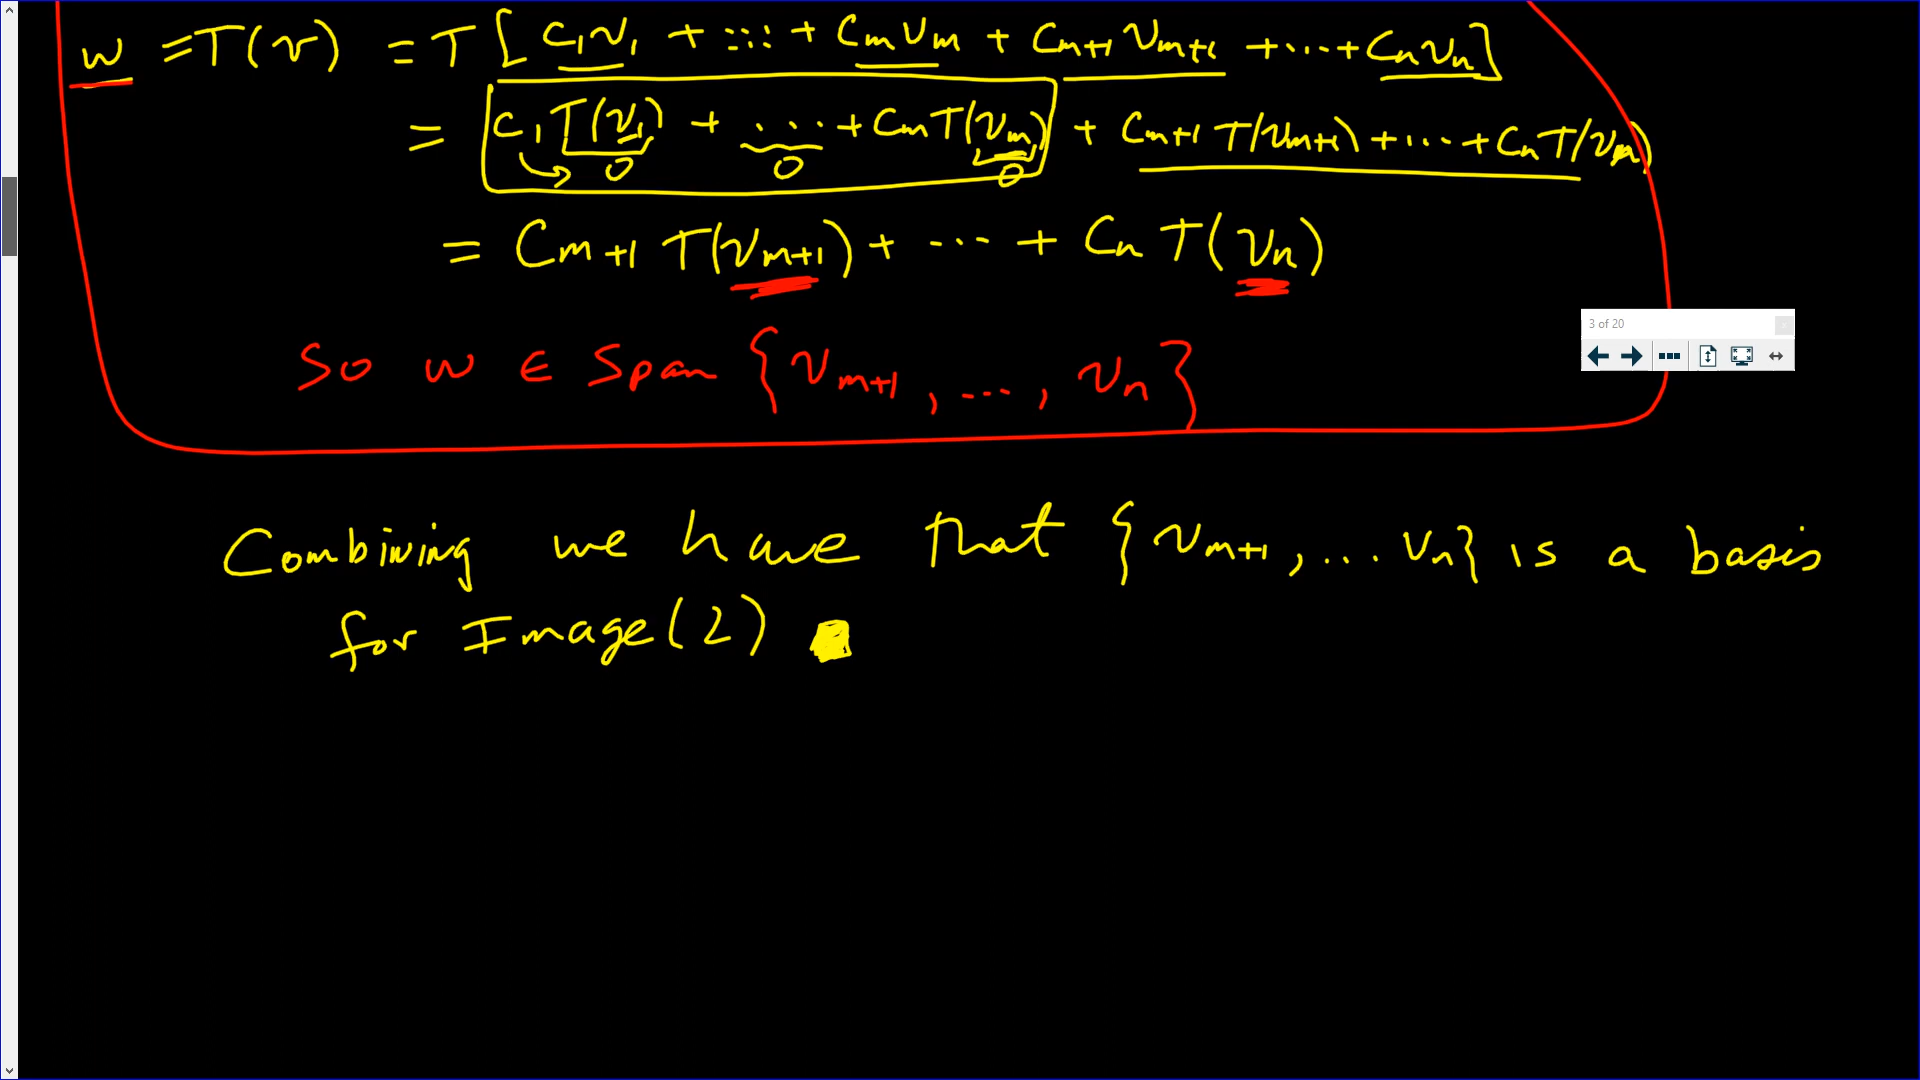 w = T(v) = T [ c₁v₁ + ⋯ + cₘvₘ + cₘ₊₁vₘ₊₁ + ⋯ + cₙvₙ ]
= c₁T(v₁) + ⋯ + cₘT(vₘ) + cₘ₊₁T(vₘ₊₁) + ⋯ + cₙT(vₙ)
0 0 0
= cₘ₊₁ T(vₘ₊₁) + ⋯ + cₙ T(vₙ)
3 of 20
So w ∈ Span { vₘ₊₁ , ⋯ , vₙ }
Combining we have that { vₘ₊₁ , … vₙ} is a basis
for Image(2)